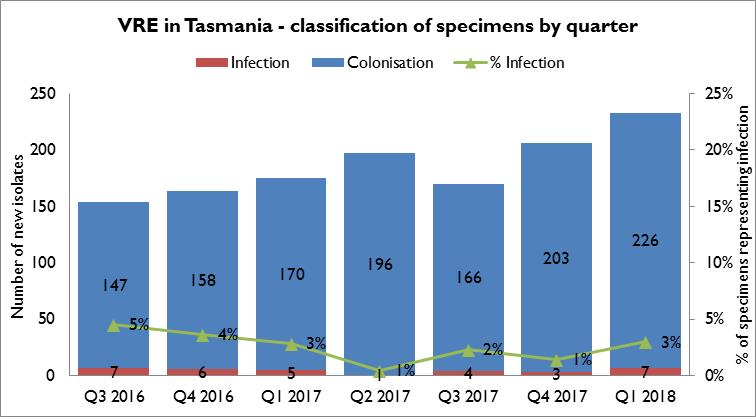 VRE in Tasmania - classification of specimens by quarter
Infection Colonisation % Infection
Number of new isolates
% of specimens representing infection
250 25%
200 20%
150 15%
100 10%
50 5%
0 0%
147 158 170 196 166 203 226
5% 4% 3% 1% 2% 1% 3%
7 6 5 1 4 3 7
Q3 2016 Q4 2016 Q1 2017 Q2 2017 Q3 2017 Q4 2017 Q1 2018